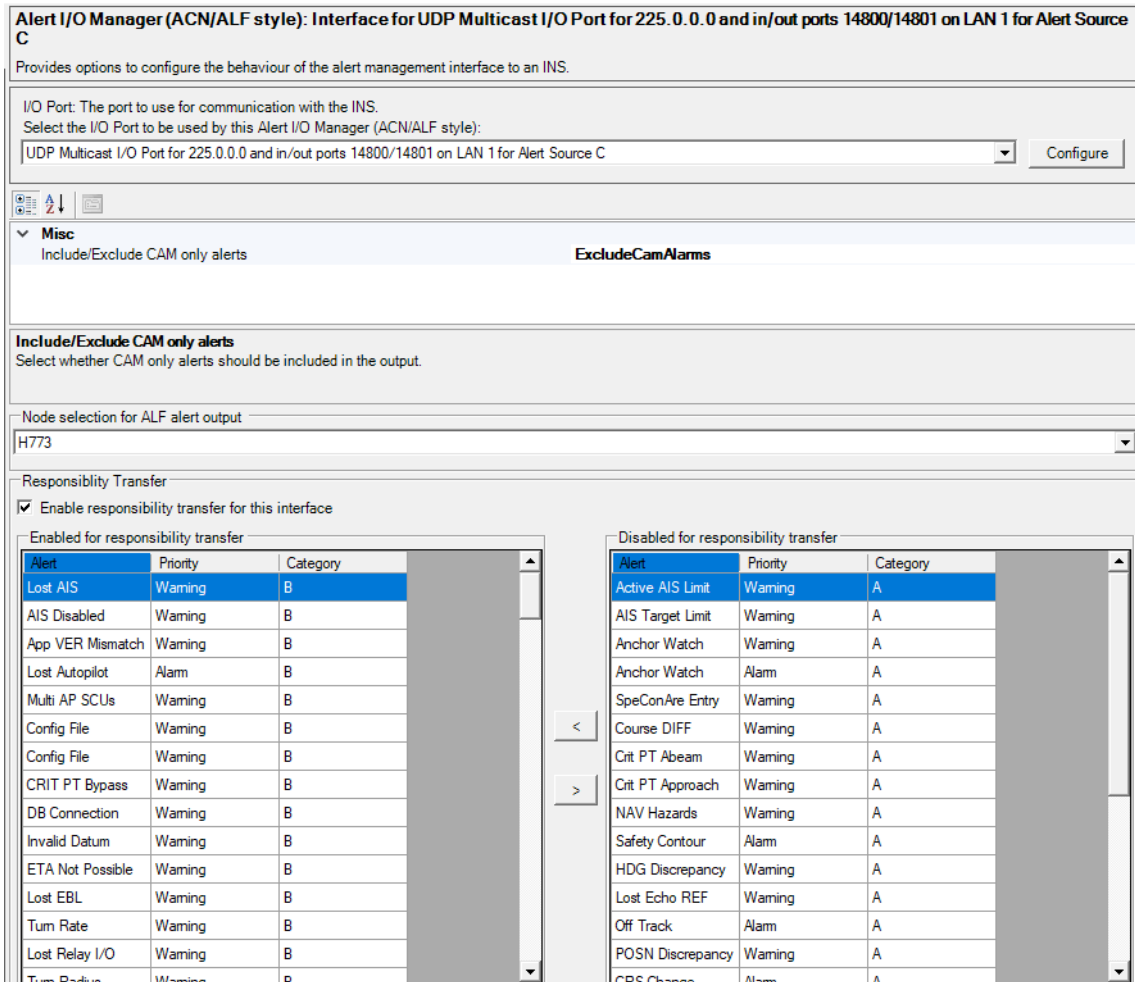 Alert I/O Manager (ACN/ALF style): Interface for UDP Multicast I/O Port for 225.0.0.0 and in/out ports 14800/14801 on LAN 1 for Alert Source
C
Provides options to configure the behaviour of the alert management interface to an INS.
I/O Port: The port to use for communication with the INS.
Select the I/O Port to be used by this Alert I/O Manager (ACN/ALF style):
UDP Multicast I/O Port for 225.0.0.0 and in/out ports 14800/14801 on LAN 1 for Alert Source C
Configure
Misc
Include/Exclude CAM only alerts ExcludeCamAlarms
Include/Exclude CAM only alerts
Select whether CAM only alerts should be included in the output.
Node selection for ALF alert output
H773
Responsiblity Transfer
Enable responsibility transfer for this interface
Enabled for responsibility transfer
Alert Priority Category
Lost AIS Warning B
AIS Disabled Warning B
App VER Mismatch Warning B
Lost Autopilot Alarm B
Multi AP SCUs Warning B
Config File Warning B
Config File Warning B
CRIT PT Bypass Warning B
DB Connection Warning B
Invalid Datum Warning B
ETA Not Possible Warning B
Lost EBL Warning B
Turn Rate Warning B
Lost Relay I/O Warning B
Turn Radius Warning B
<
>
Disabled for responsibility transfer
Alert Priority Category
Active AIS Limit Warning A
AIS Target Limit Warning A
Anchor Watch Warning A
Anchor Watch Alarm A
SpeConAre Entry Warning A
Course DIFF Warning A
Crit PT Abeam Warning A
Crit PT Approach Warning A
NAV Hazards Warning A
Safety Contour Alarm A
HDG Discrepancy Warning A
Lost Echo REF Warning A
Off Track Alarm A
POSN Discrepancy Warning A
CRS Change Alarm A